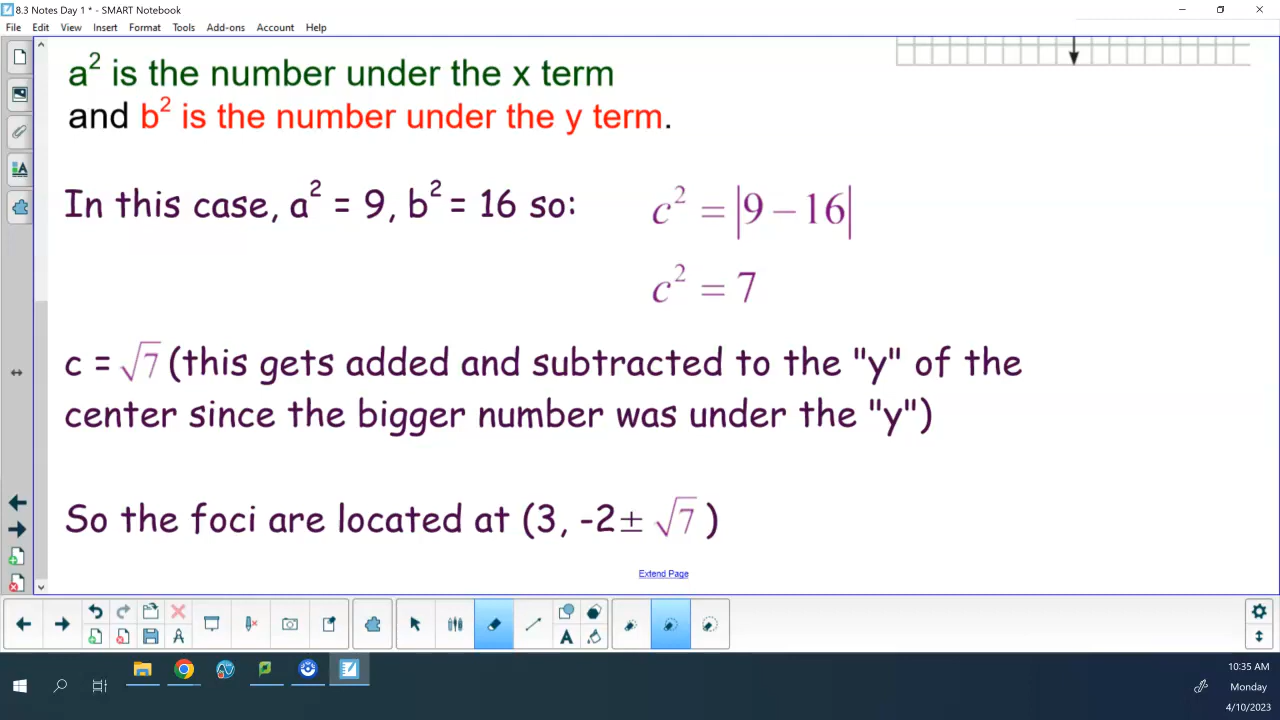 8.3 Notes Day 1 * - SMART Notebook
File Edit View Insert Format Tools Add-ons Account Help
a² is the number under the x term
and b² is the number under the y term.
In this case, a² = 9, b² = 16 so:
c² = |9 − 16|
c² = 7
c = √7 (this gets added and subtracted to the "y" of the
center since the bigger number was under the "y")
So the foci are located at (3, -2± √7 )
Extend Page
10:35 AM
Monday
4/10/2023